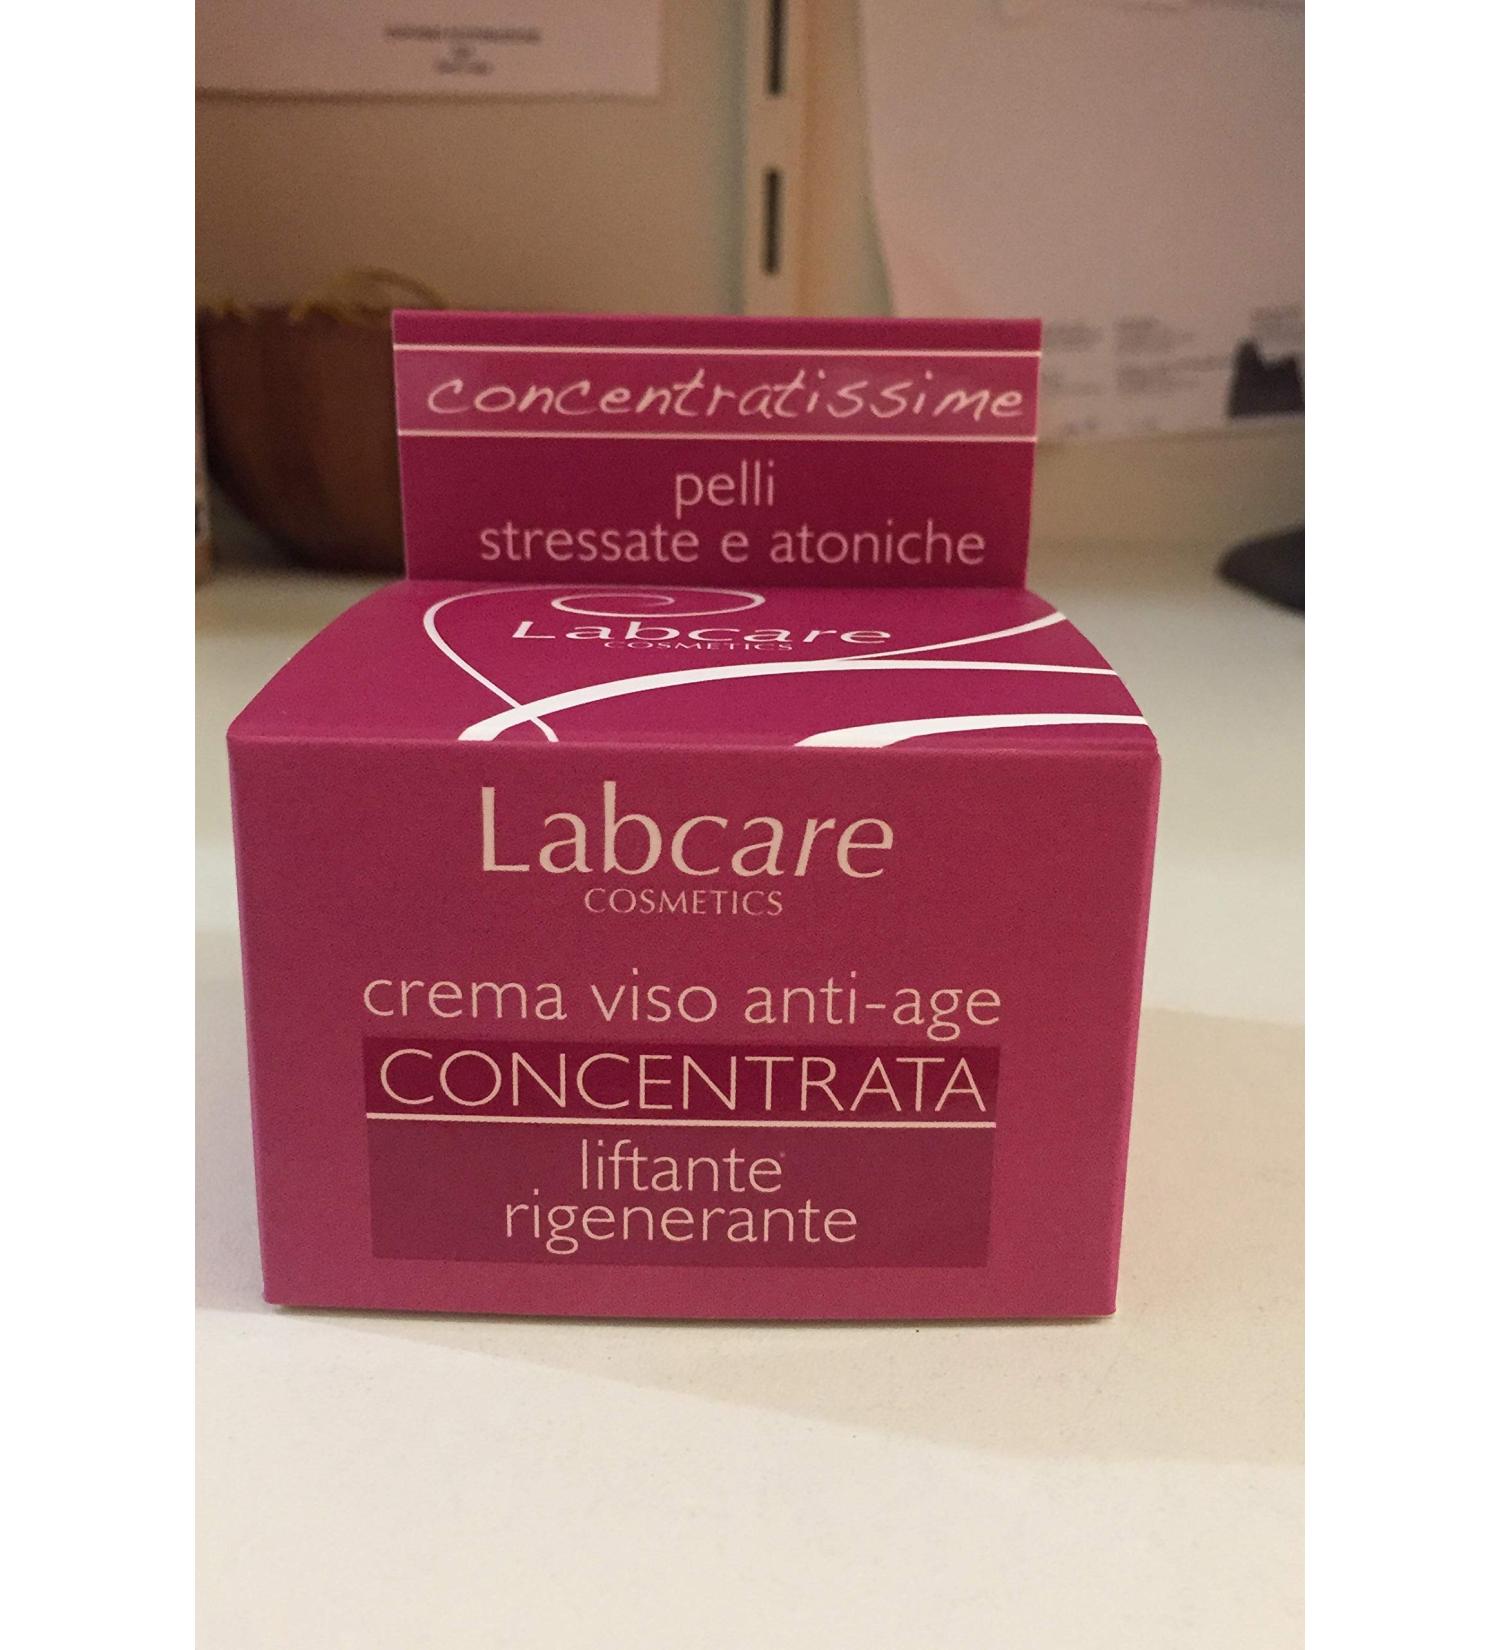 concentratissime
pelli
stressate e atoniche
Labcare
COSMETICS
Labcare
COSMETICS
crema viso anti-age
CONCENTRATA
liftante
rigenerante